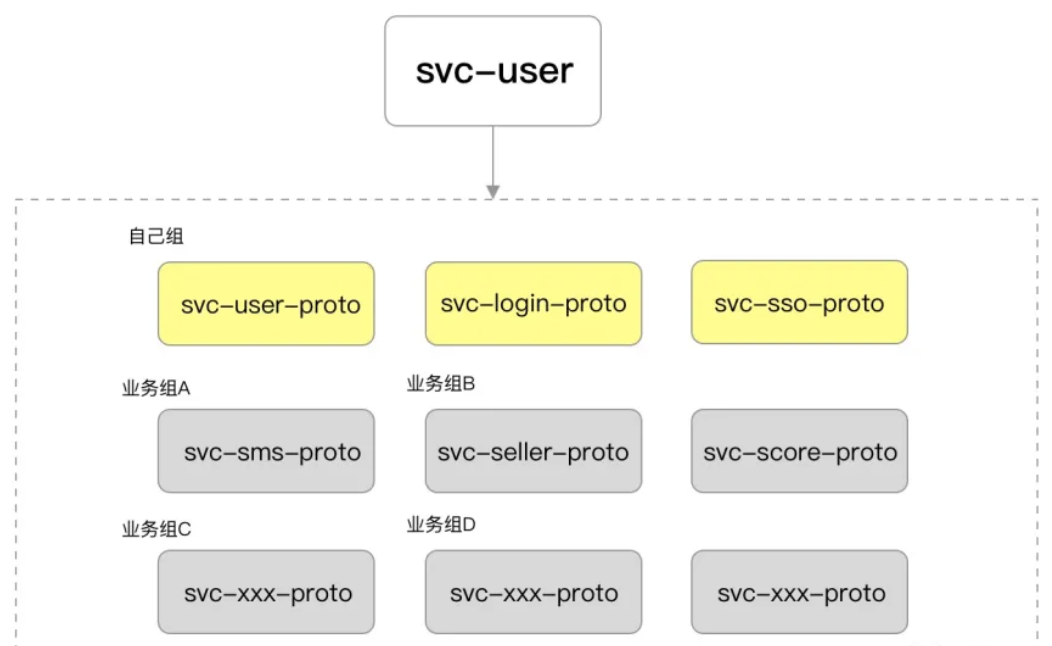 svc-user
自己组
svc-user-proto
svc-login-proto
svc-sso-proto
业务组A
业务组B
svc-sms-proto
svc-seller-proto
svc-score-proto
业务组C
业务组D
svc-xxx-proto
svc-xxx-proto
svc-xxx-proto